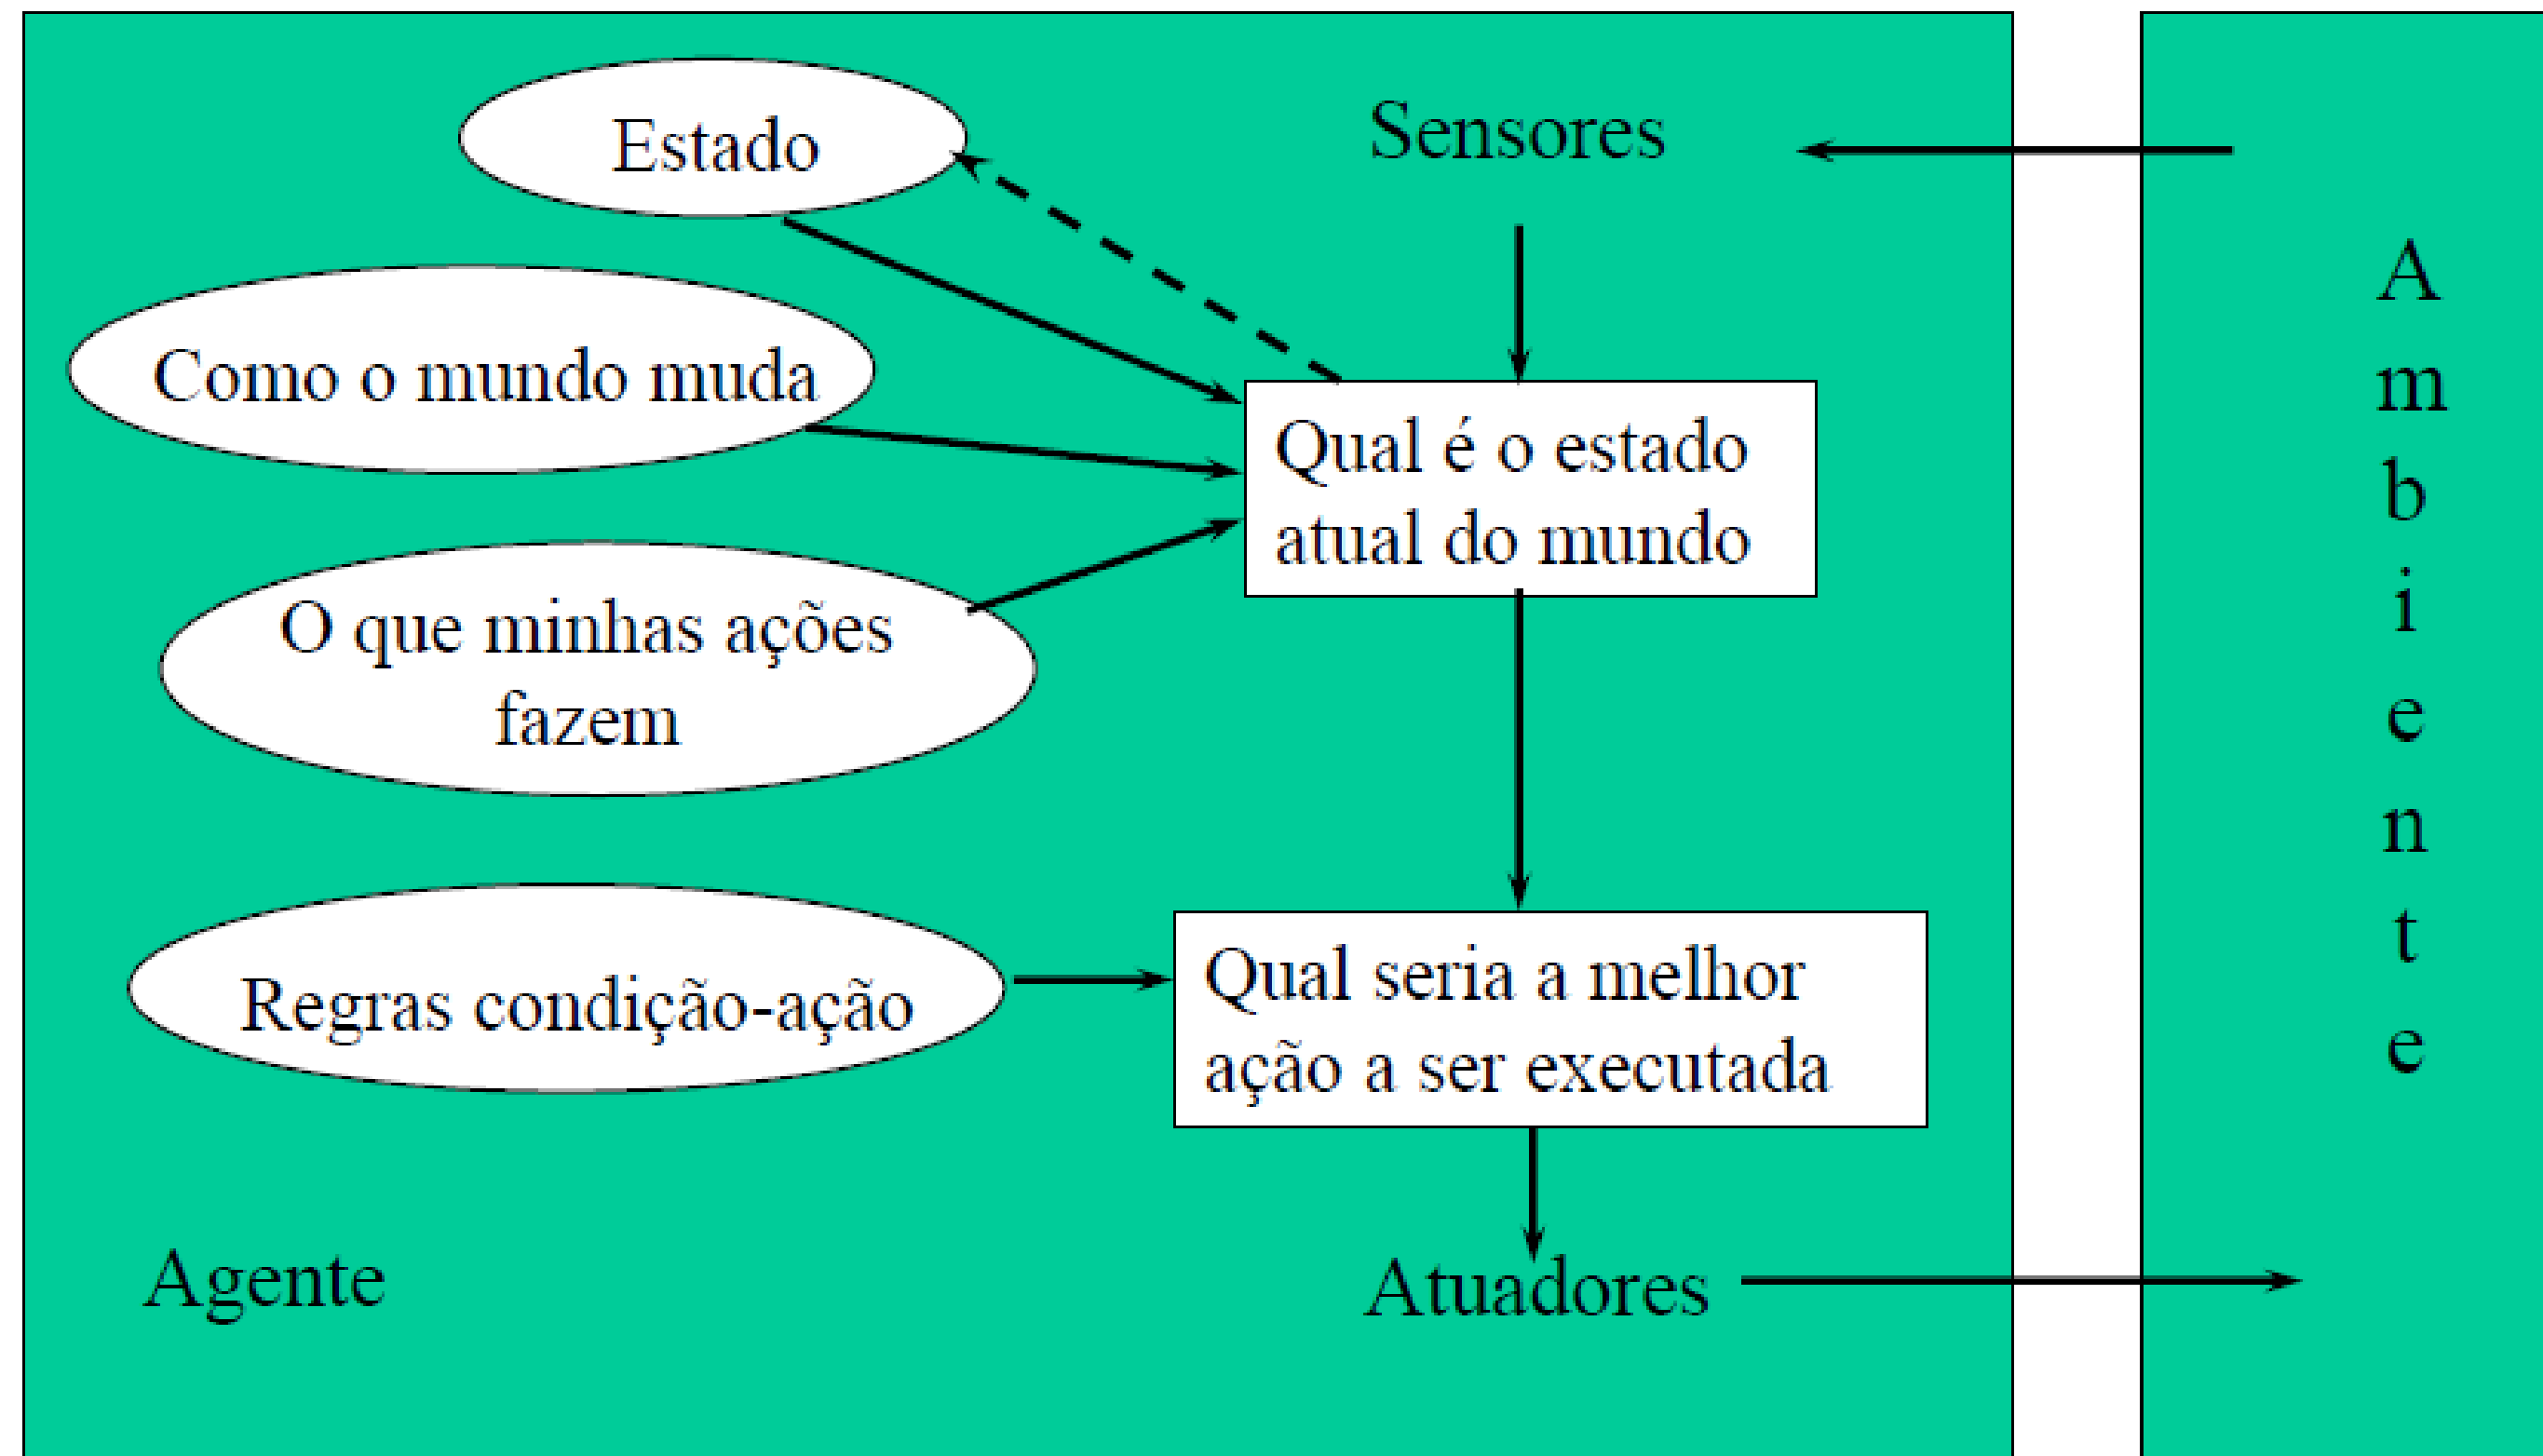 Estado
Sensores
Como o mundo muda
Qual é o estado
atual do mundo
O que minhas ações
fazem
Regras condição-ação
Qual seria a melhor
ação a ser executada
Agente
Atuadores
A
m
b
i
e
n
t
e